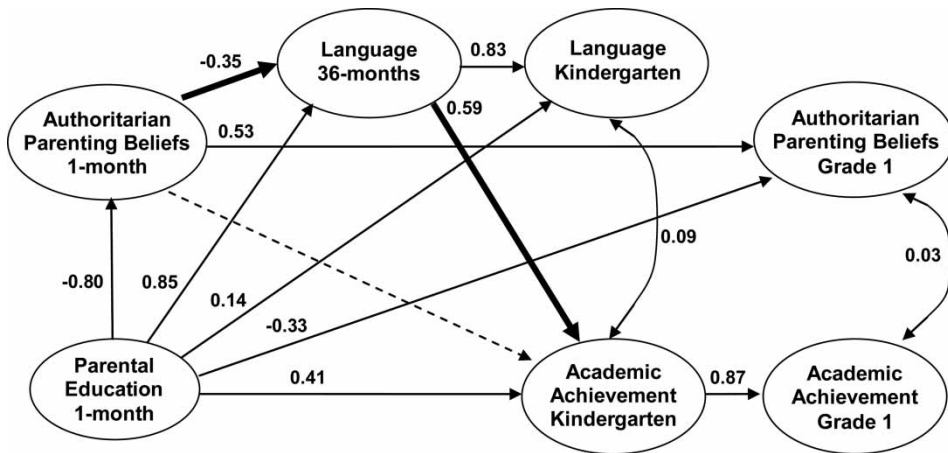 Language
36-months
Language
Kindergarten
Authoritarian
Parenting Beliefs
1-month
Authoritarian
Parenting Beliefs
Grade 1
Parental
Education
1-month
Academic
Achievement
Kindergarten
Academic
Achievement
Grade 1
-0.35
0.83
0.59
0.53
0.09
0.03
-0.80
0.85
0.14
-0.33
0.41
0.87